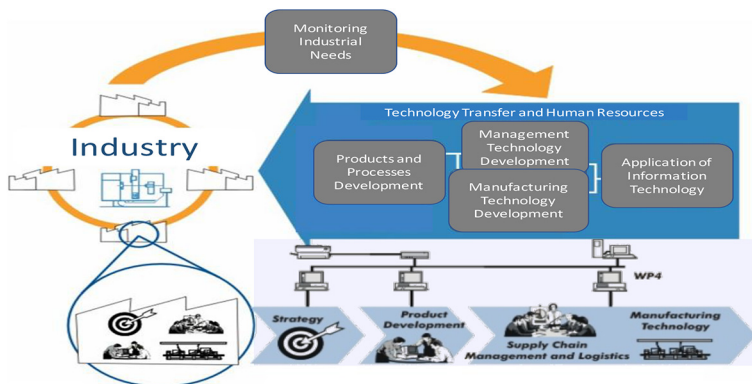 Monitoring
Industrial
Needs
Technology Transfer and Human Resources
Industry
Products and
Processes
Development
Management
Technology
Development
Manufacturing
Technology
Development
Application of
Information
Technology
WP4
Strategy
Product
Development
Supply Chain
Management and Logistics
Manufacturing
Technology